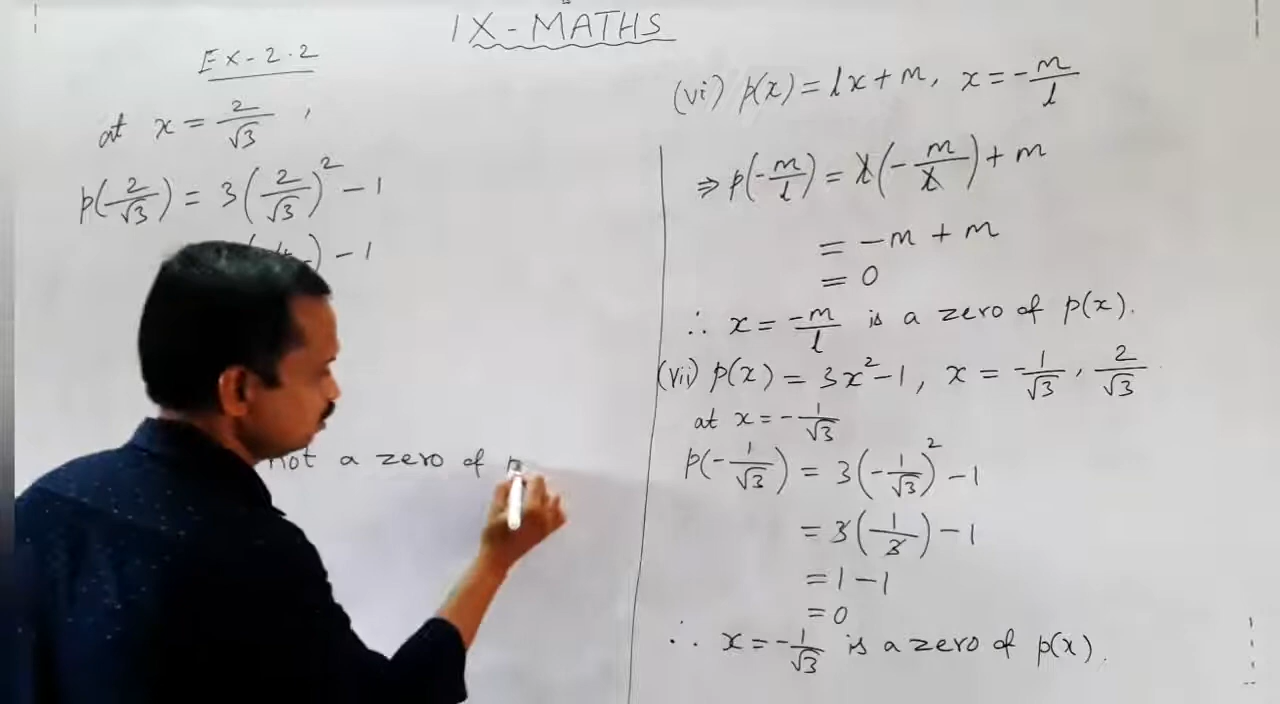 IX - MATHS
EX - 2.2
at x = 2/√3 ,
p(2/√3) = 3(2/√3)² - 1
) - 1
not a zero of p
(vi) p(x) = lx + m, x = -m/l
⇒ p(-m/l) = l(-m/l) + m
= -m + m
= 0
∴ x = -m/l is a zero of p(x).
(vii) p(x) = 3x² - 1, x = -1/√3 , 2/√3
at x = -1/√3
p(-1/√3) = 3(-1/√3)² - 1
= 3(1/3) - 1
= 1 - 1
= 0
∴ x = -1/√3 is a zero of p(x).